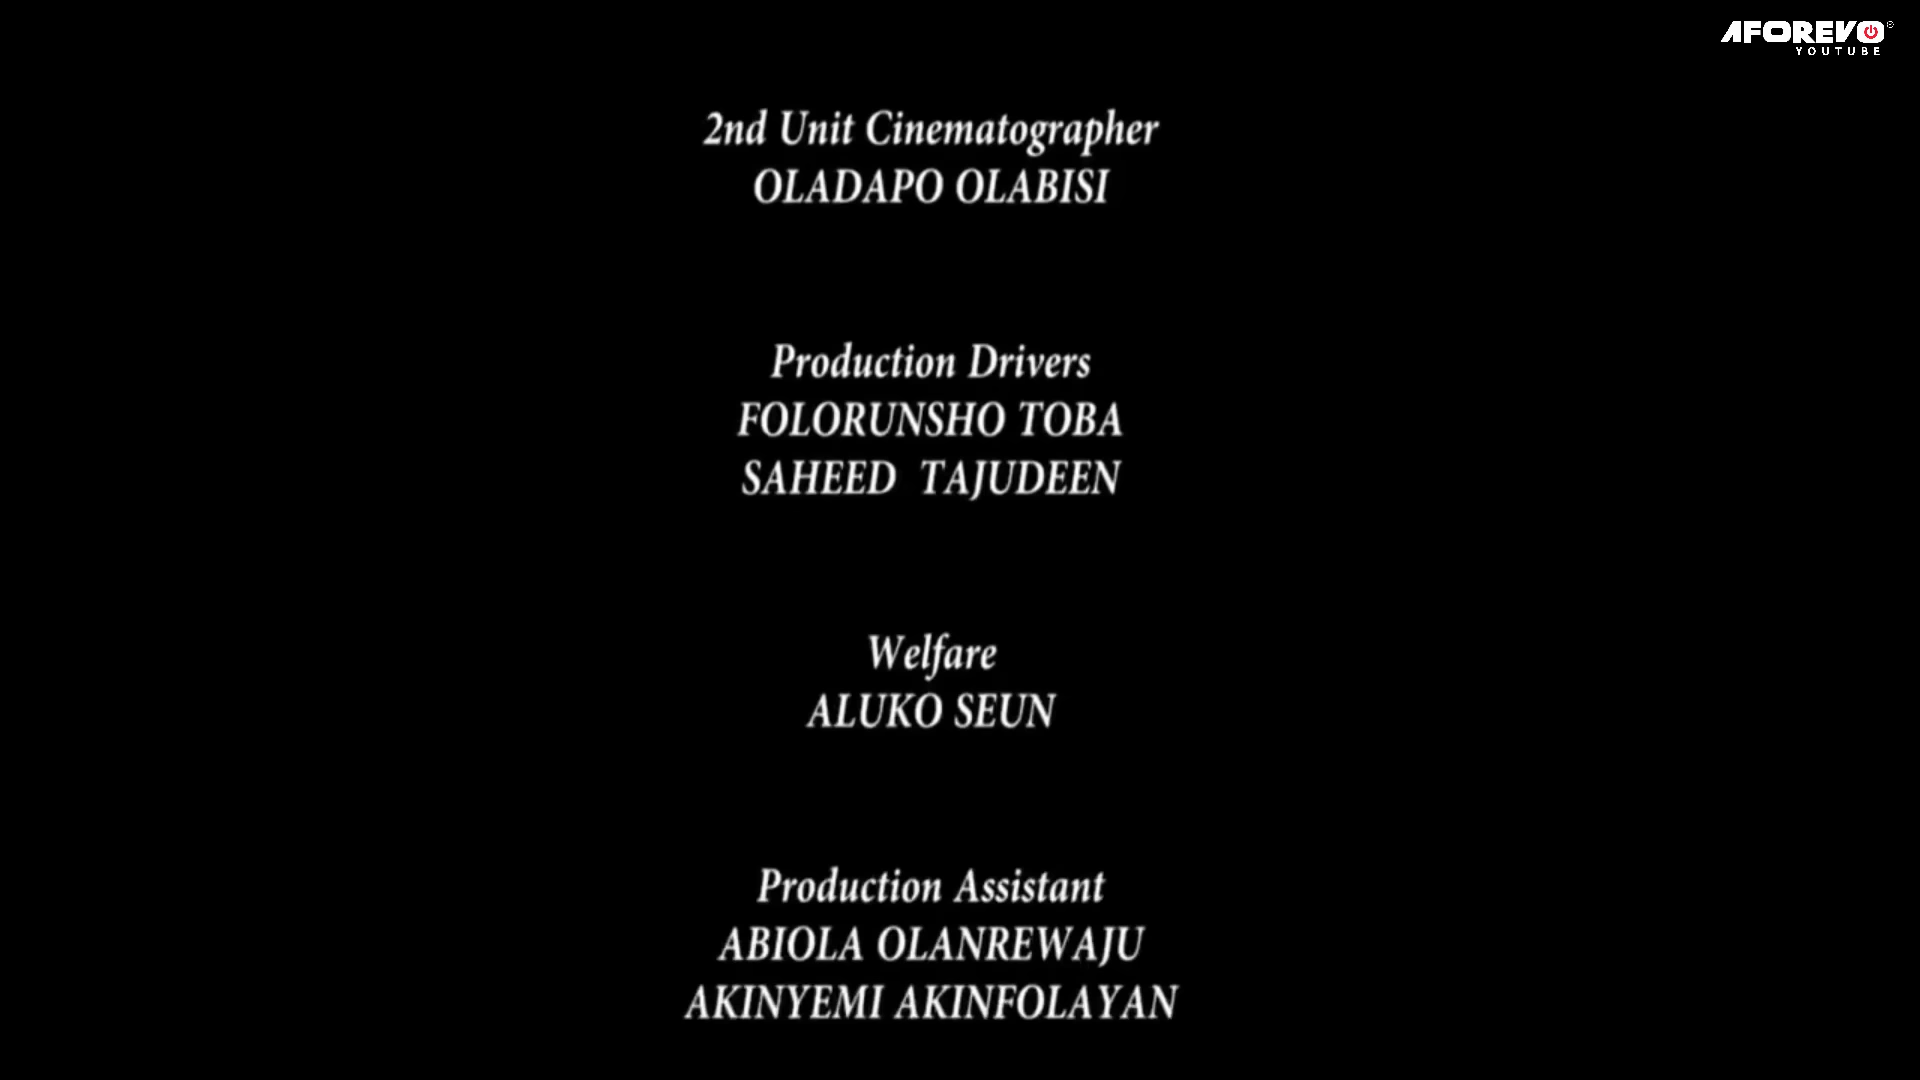 AFOREVO
YOUTUBE
2nd Unit Cinematographer
OLADAPO OLABISI
Production Drivers
FOLORUNSHO TOBA
SAHEED TAJUDEEN
Welfare
ALUKO SEUN
Production Assistant
ABIOLA OLANREWAJU
AKINYEMI AKINFOLAYAN